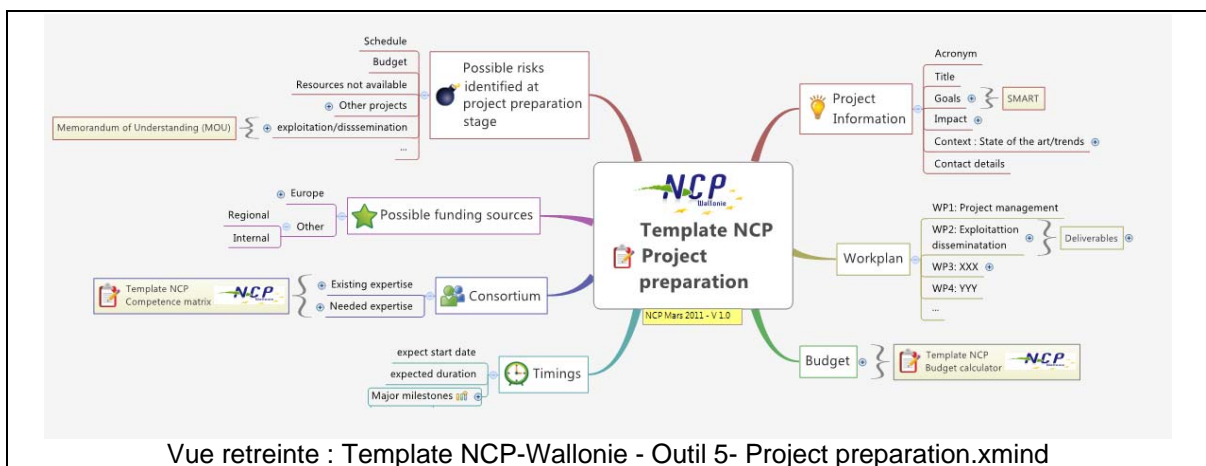 Schedule
Budget
Resources not available
Other projects
exploitation/disssemination
...
Memorandum of Understanding (MOU)
Possible risks
identified at
project preparation
stage
Europe
Regional
Internal
Other
Possible funding sources
Template NCP
Competence matrix
NCP
Existing expertise
Needed expertise
Consortium
expect start date
expected duration
Major milestones
Timings
NCP
Wallonie
Template NCP
Project
preparation
NCP Mars 2011 - V 1.0
Project
Information
Acronym
Title
Goals
SMART
Impact
Context : State of the art/trends
Contact details
Workplan
WP1: Project management
WP2: Exploitattion
disseminatation
Deliverables
WP3: XXX
WP4: YYY
...
Budget
Template NCP
Budget calculator
NCP
Vue retreinte : Template NCP-Wallonie - Outil 5- Project preparation.xmind